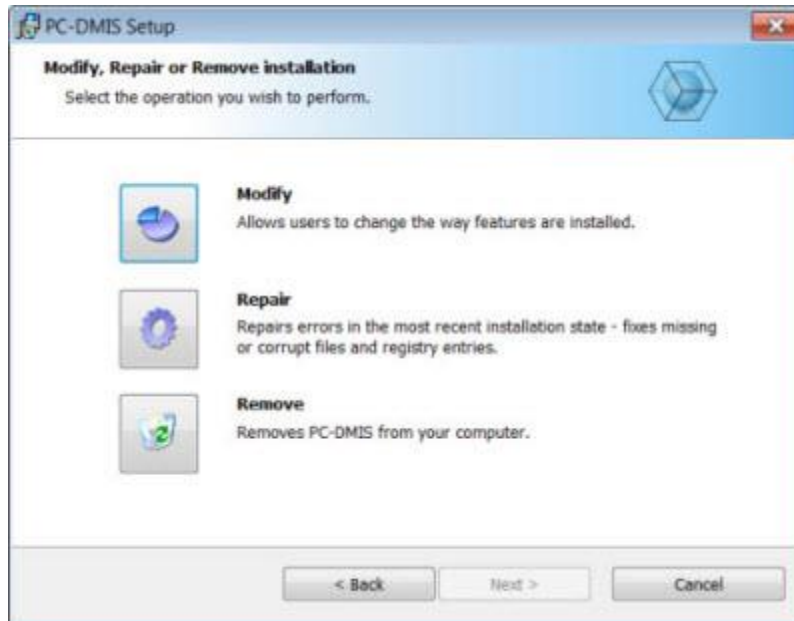 PC-DMIS Setup
Modify, Repair or Remove installation
Select the operation you wish to perform.
Modify
Allows users to change the way features are installed.
Repair
Repairs errors in the most recent installation state - fixes missing
or corrupt files and registry entries.
Remove
Removes PC-DMIS from your computer.
< Back
Next >
Cancel